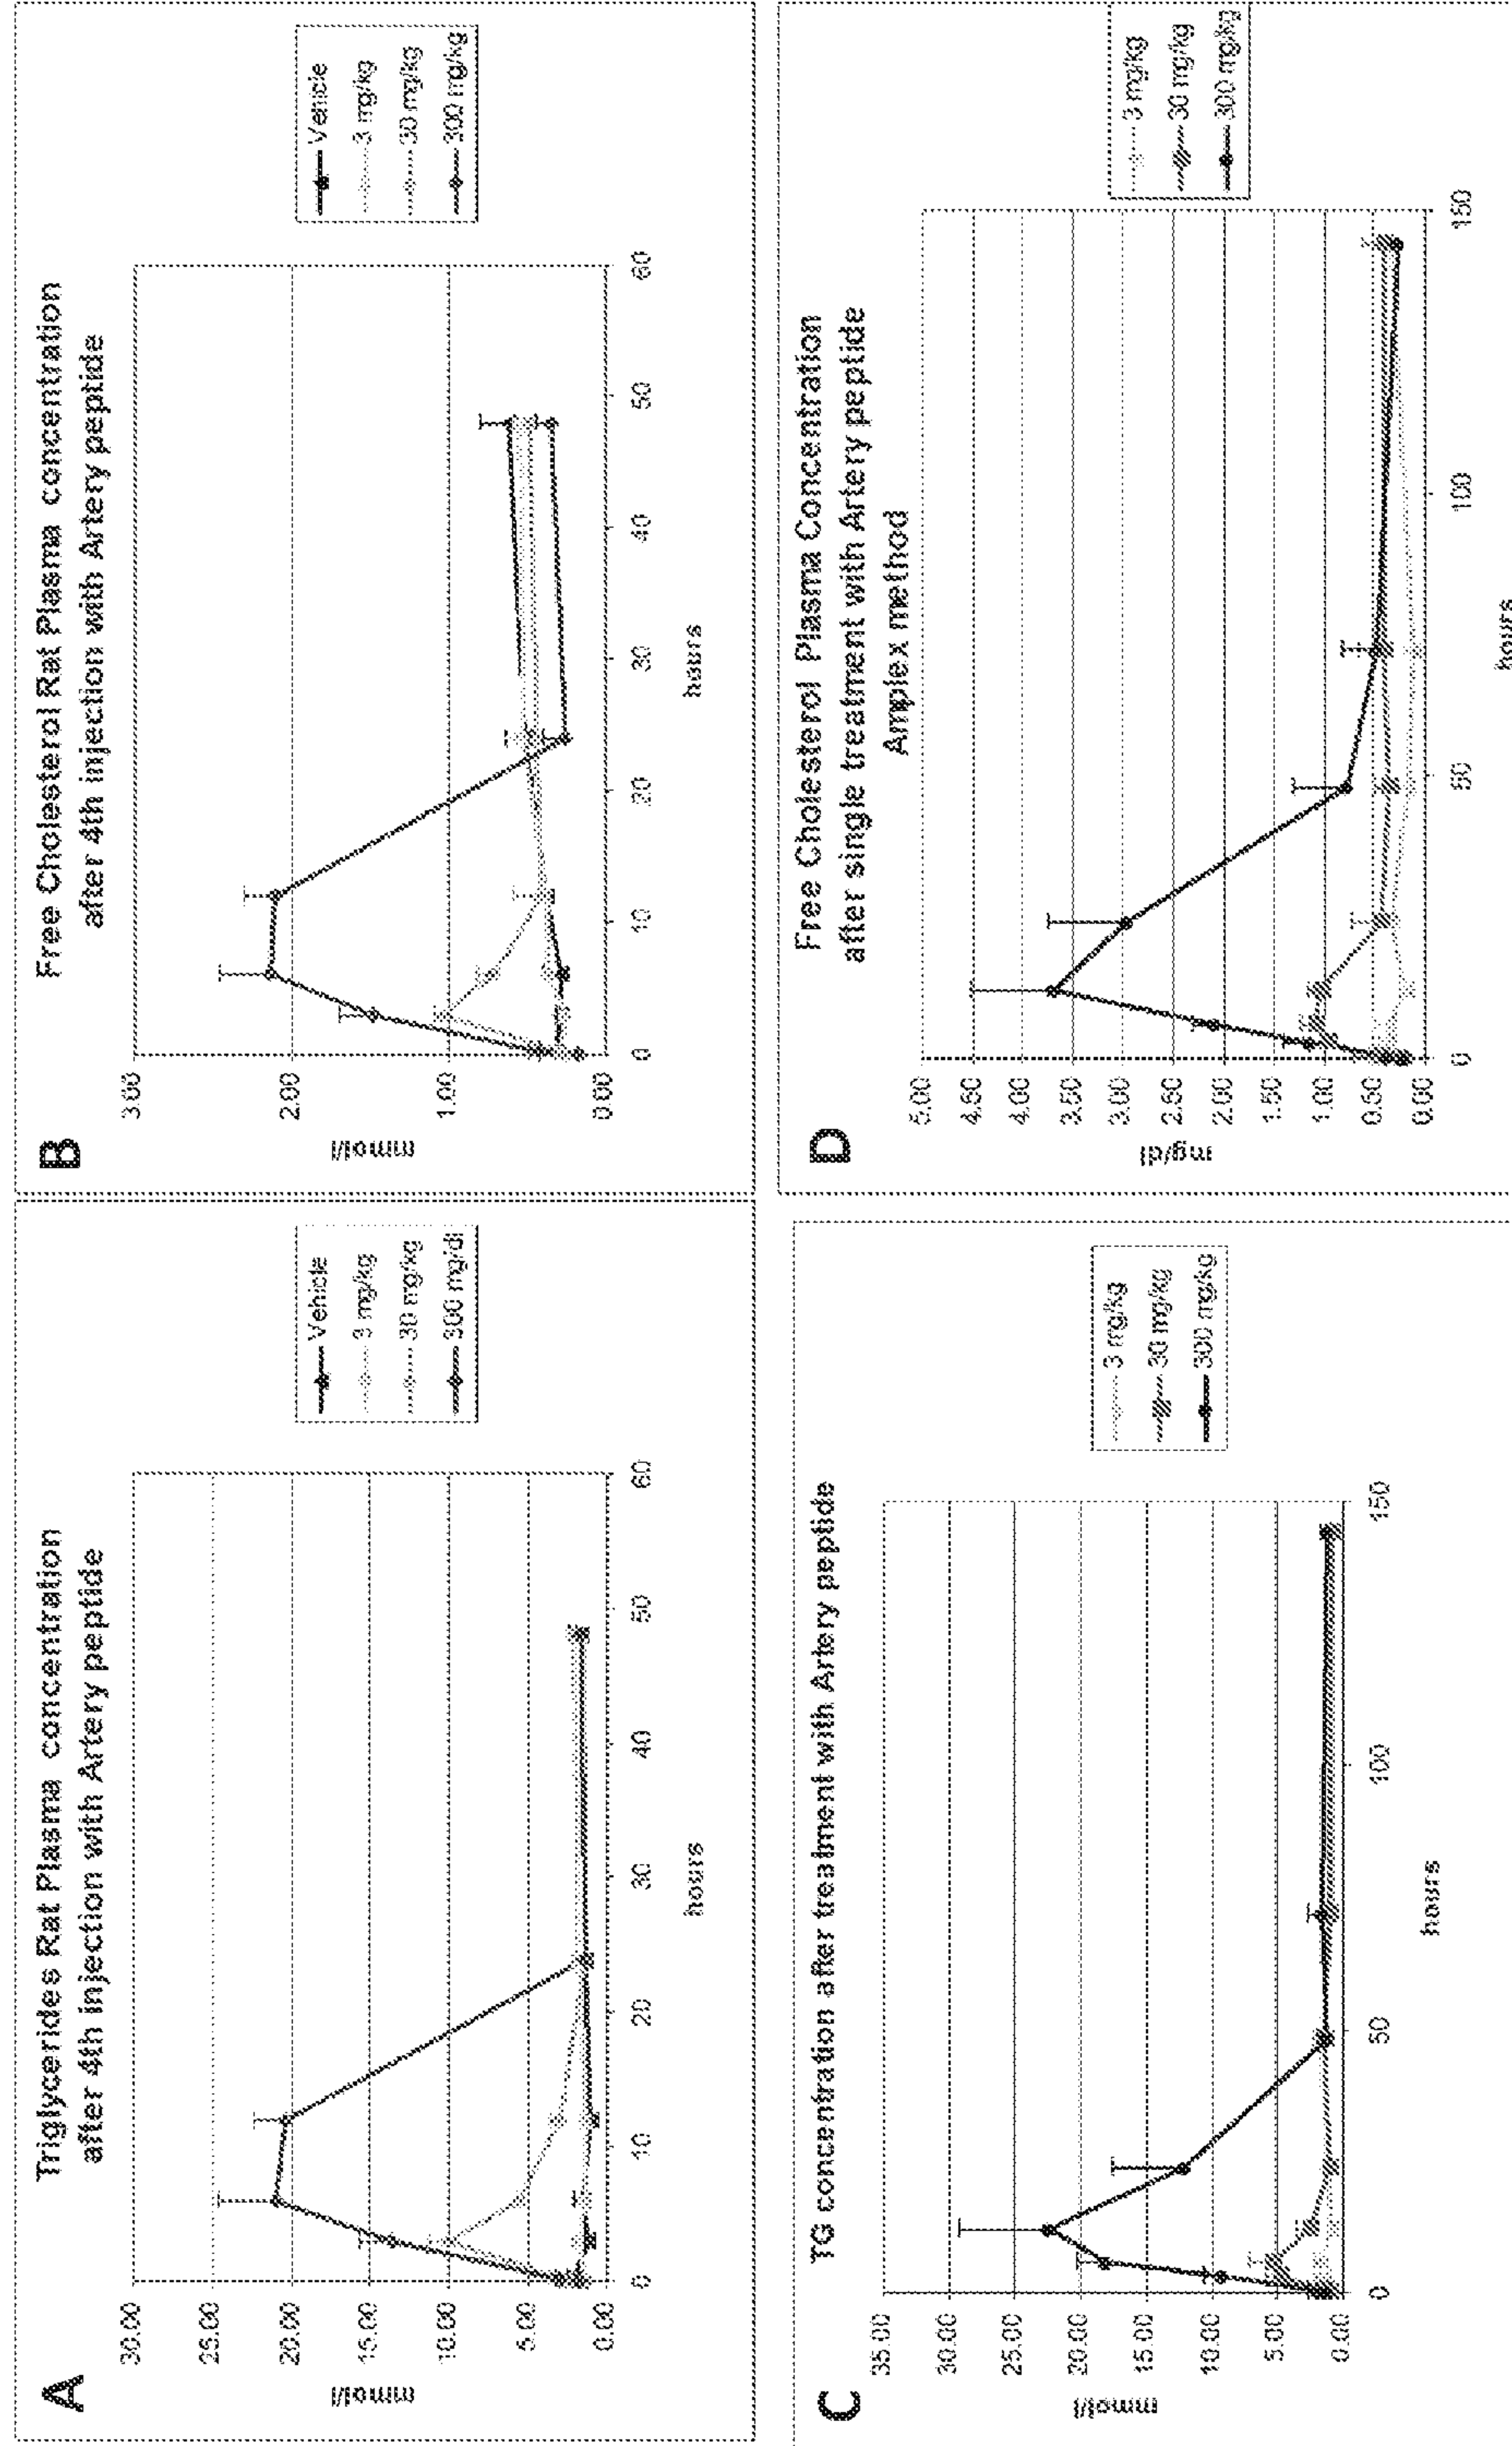 A
Triglycerides Rat Plasma concentration
after 4th injection with Artery peptide
30.00
25.00
20.00
15.00
10.00
5.00
0.00
mmol/l
0
10
20
30
40
50
60
hours
Vehicle
3 mg/kg
30 mg/kg
300 mg/dl
B
Free Cholesterol Rat Plasma concentration
after 4th injection with Artery peptide
3.00
2.00
1.00
0.00
mmol/l
0
10
20
30
40
50
60
hours
Vehicle
3 mg/kg
30 mg/kg
300 mg/kg
C
TG concentration after treatment with Artery peptide
35.00
30.00
25.00
20.00
15.00
10.00
5.00
0.00
mmol/l
0
50
100
150
hours
3 mg/kg
30 mg/kg
300 mg/kg
D
Free Cholesterol Plasma Concentration
after single treatment with Artery peptide
Amplex method
5.00
4.50
4.00
3.50
3.00
2.50
2.00
1.50
1.00
0.50
0.00
mg/dl
0
50
100
150
hours
3 mg/kg
30 mg/kg
300 mg/kg